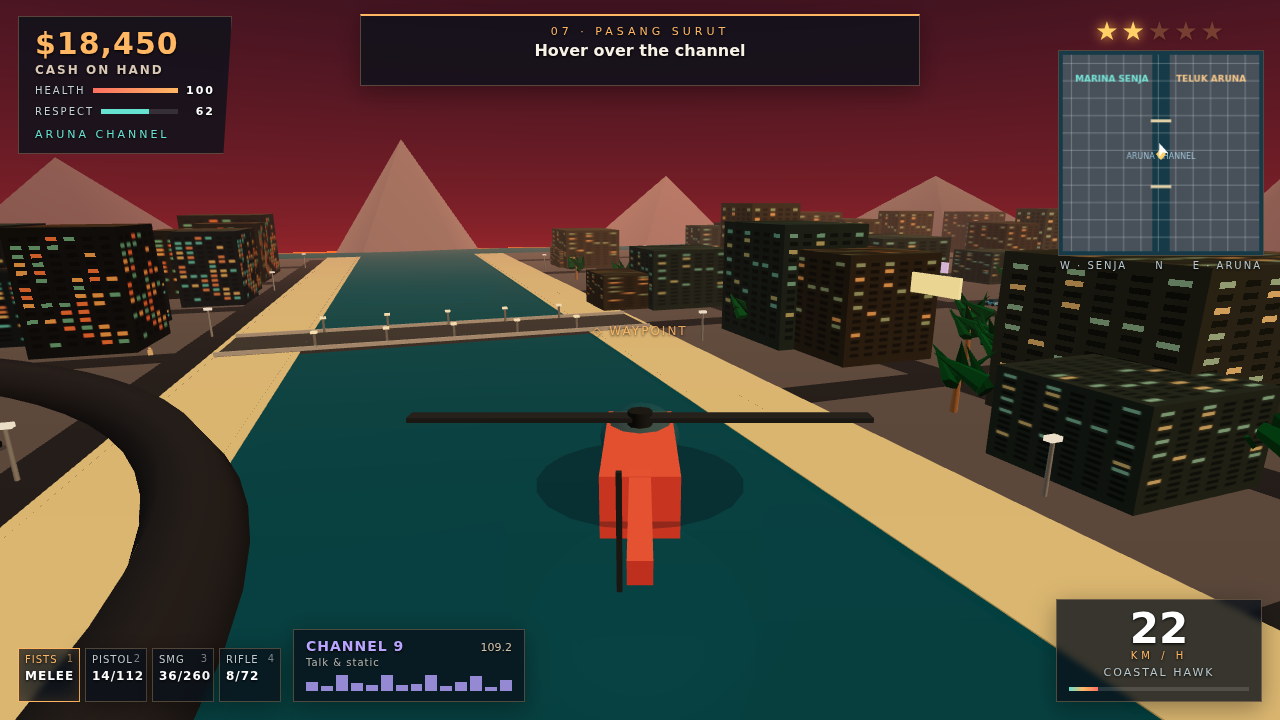 $18,450
CASH ON HAND
HEALTH 100
RESPECT 62
ARUNA CHANNEL
07 · PASANG SURUT
Hover over the channel
MARINA SENJA TELUK ARUNA
ARUNA CHANNEL
W · SENJA N E · ARUNA
WAYPOINT
FISTS 1
MELEE
PISTOL 2
14/112
SMG 3
36/260
RIFLE 4
8/72
CHANNEL 9 109.2
Talk & static
22
KM / H
COASTAL HAWK